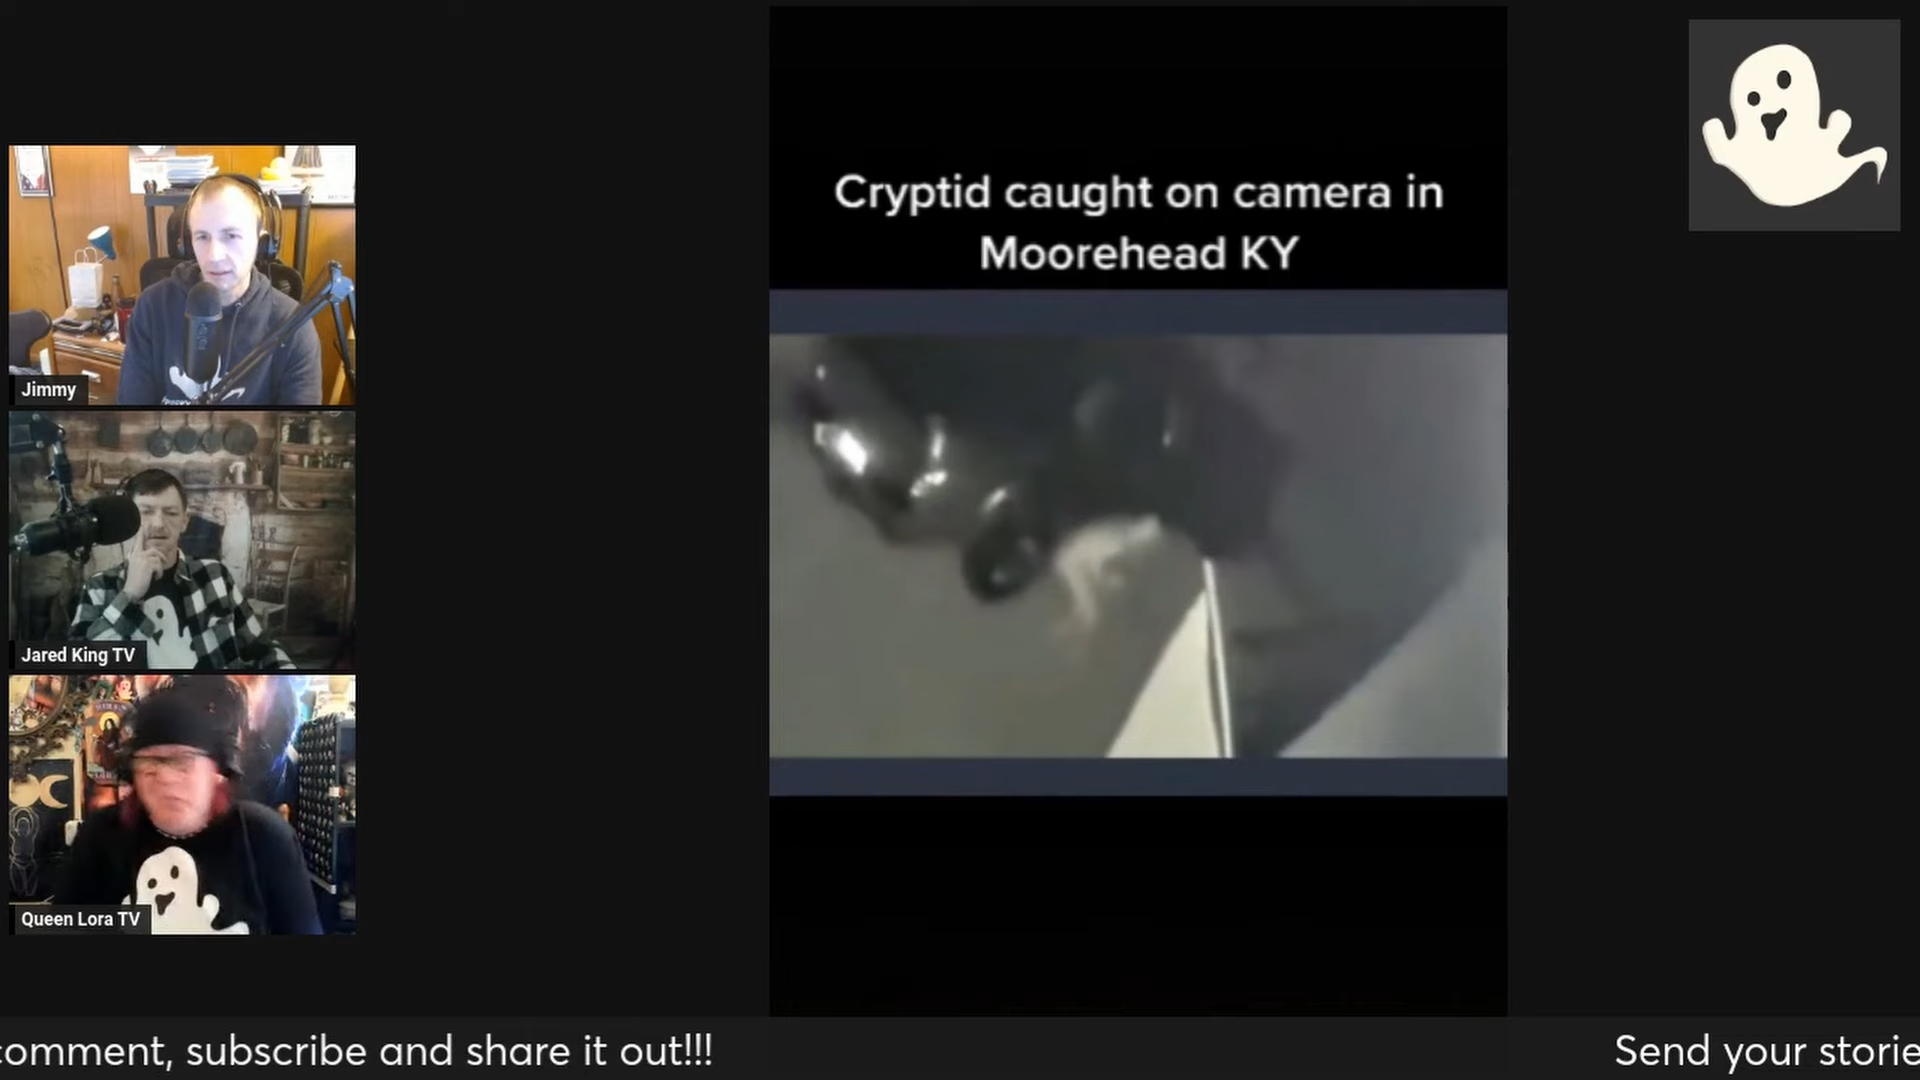 Cryptid caught on camera in
Moorehead KY
Jimmy
Jared King TV
Queen Lora TV
comment, subscribe and share it out!!!
Send your storie